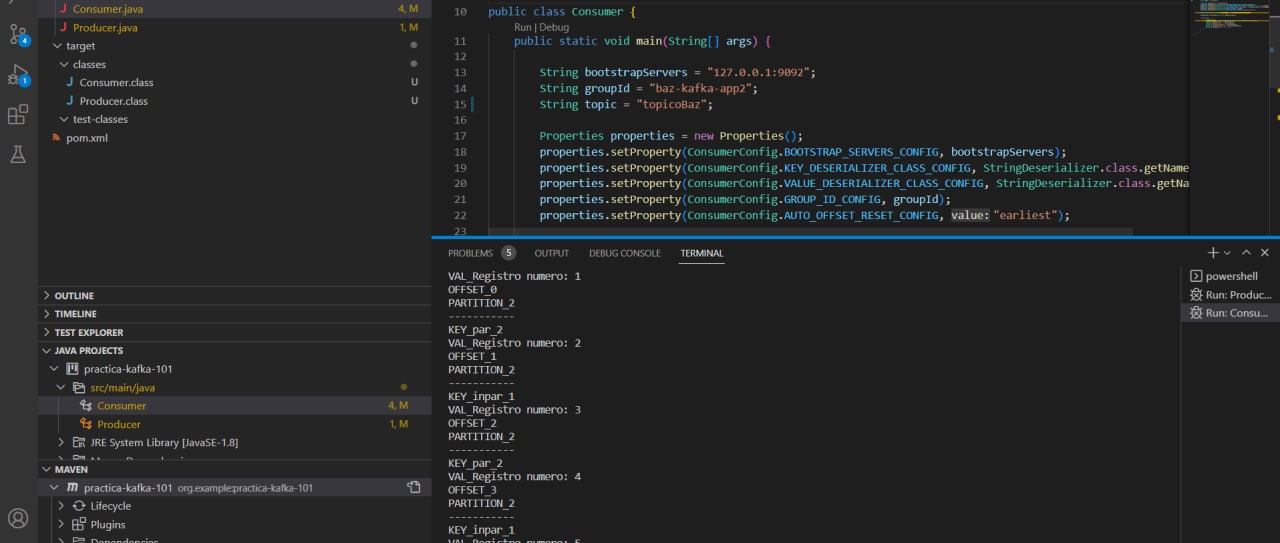 Consumer.java 4, M
Producer.java 1, M
target
classes
Consumer.class U
Producer.class U
test-classes
pom.xml
OUTLINE
TIMELINE
TEST EXPLORER
JAVA PROJECTS
practica-kafka-101
src/main/java
Consumer 4, M
Producer 1, M
JRE System Library [JavaSE-1.8]
MAVEN
practica-kafka-101 org.example:practica-kafka-101
Lifecycle
Plugins
Dependencies
4
1
10 public class Consumer {
Run | Debug
11 public static void main(String[] args) {
12
13 String bootstrapServers = "127.0.0.1:9092";
14 String groupId = "baz-kafka-app2";
15 String topic = "topicoBaz";
16
17 Properties properties = new Properties();
18 properties.setProperty(ConsumerConfig.BOOTSTRAP_SERVERS_CONFIG, bootstrapServers);
19 properties.setProperty(ConsumerConfig.KEY_DESERIALIZER_CLASS_CONFIG, StringDeserializer.class.getName
20 properties.setProperty(ConsumerConfig.VALUE_DESERIALIZER_CLASS_CONFIG, StringDeserializer.class.getNa
21 properties.setProperty(ConsumerConfig.GROUP_ID_CONFIG, groupId);
22 properties.setProperty(ConsumerConfig.AUTO_OFFSET_RESET_CONFIG, value: "earliest");
23
PROBLEMS 5 OUTPUT DEBUG CONSOLE TERMINAL
VAL_Registro numero: 1
OFFSET_0
PARTITION_2
-----------
KEY_par_2
VAL_Registro numero: 2
OFFSET_1
PARTITION_2
-----------
KEY_inpar_1
VAL_Registro numero: 3
OFFSET_2
PARTITION_2
-----------
KEY_par_2
VAL_Registro numero: 4
OFFSET_3
PARTITION_2
-----------
KEY_inpar_1
VAL_Registro numero: 5
powershell
Run: Produc...
Run: Consu...